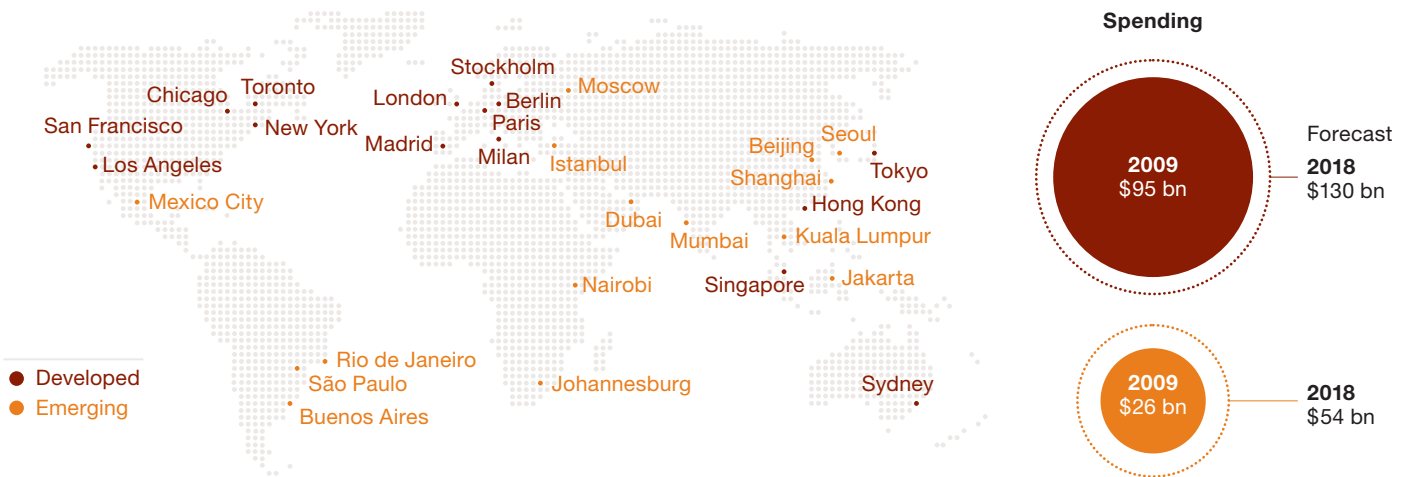 Spending
Stockholm
Moscow
Chicago
Toronto
London
Berlin
San Francisco
New York
Paris
Seoul
Forecast
Madrid
Beijing
Los Angeles
Milan
Istanbul
Tokyo
2009
$95 bn
2018
$130 bn
Shanghai
Mexico City
Hong Kong
Dubai
Mumbai
Kuala Lumpur
Nairobi
Singapore
Jakarta
Rio de Janeiro
Developed
São Paulo
Johannesburg
Sydney
2009
$26 bn
2018
$54 bn
Emerging
Buenos Aires